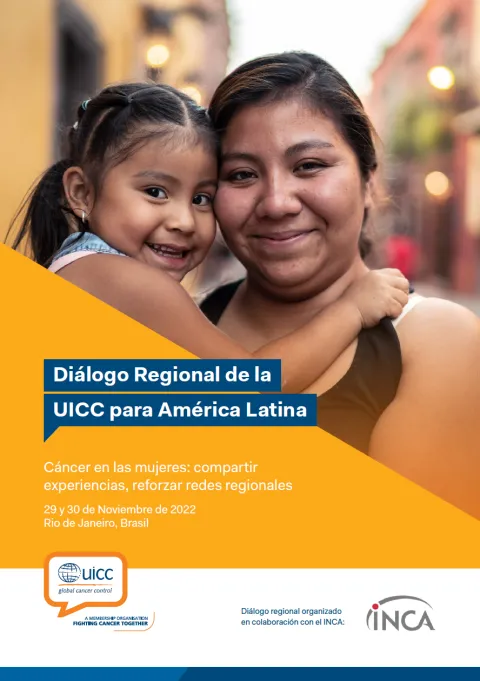 Diálogo Regional de la
UICC para América Latina
Cáncer en las mujeres: compartir
experiencias, reforzar redes regionales
29 y 30 de Noviembre de 2022
Río de Janeiro, Brasil
uicc
global cancer control
A MEMBERSHIP ORGANISATION
FIGHTING CANCER TOGETHER
Diálogo regional organizado
en colaboración con el INCA:
INCA